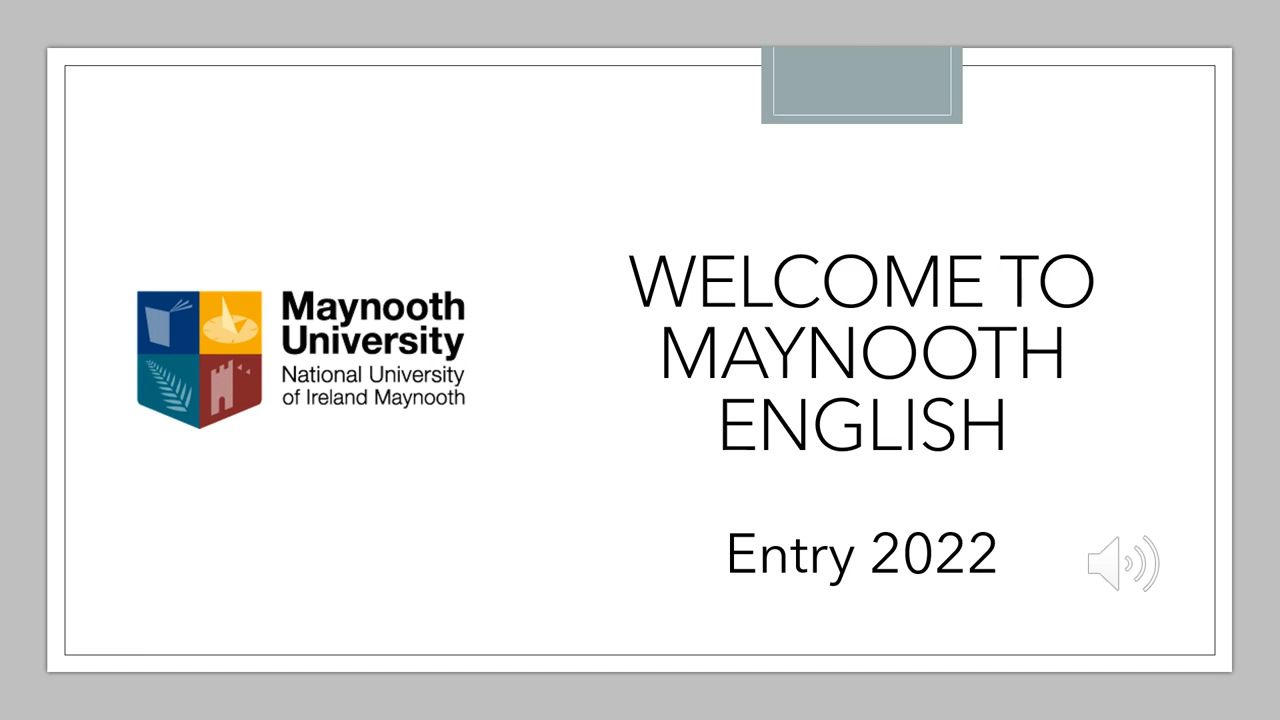 Maynooth
University
National University
of Ireland Maynooth
WELCOME TO
MAYNOOTH
ENGLISH
Entry 2022